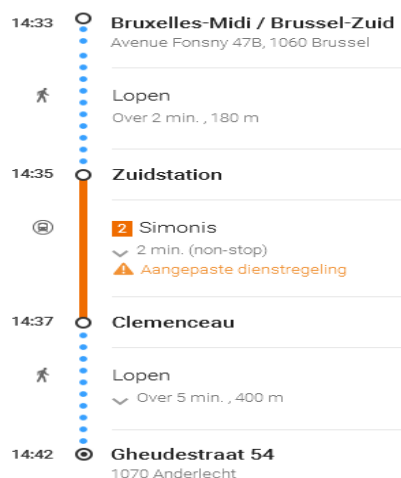 14:33 Bruxelles-Midi / Brussel-Zuid
Avenue Fonsny 47B, 1060 Brussel
Lopen
Over 2 min. , 180 m
14:35 Zuidstation
2 Simonis
2 min. (non-stop)
Aangepaste dienstregeling
14:37 Clemenceau
Lopen
Over 5 min. , 400 m
14:42 Gheudestraat 54
1070 Anderlecht